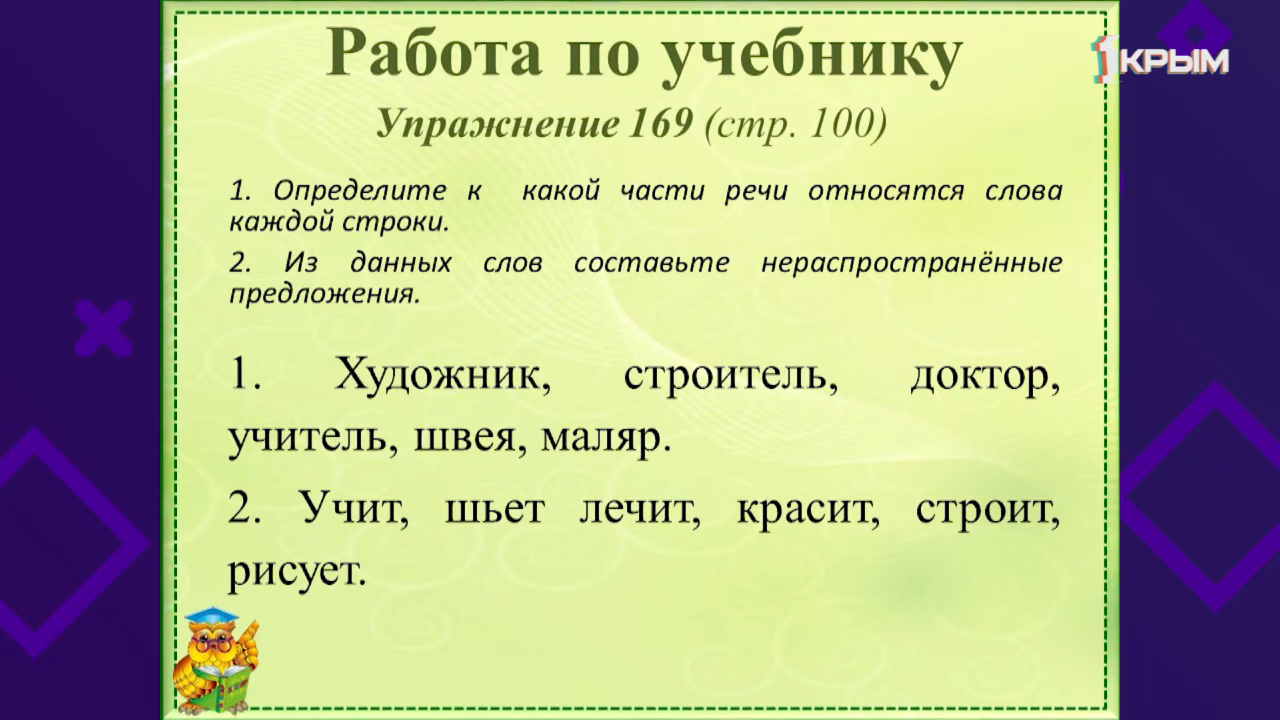 Работа по учебнику
1КРЫМ
Упражнение 169 (стр. 100)
1. Определите к какой части речи относятся слова
каждой строки.
2. Из данных слов составьте нераспространённые
предложения.
1. Художник, строитель, доктор,
учитель, швея, маляр.
2. Учит, шьет лечит, красит, строит,
рисует.